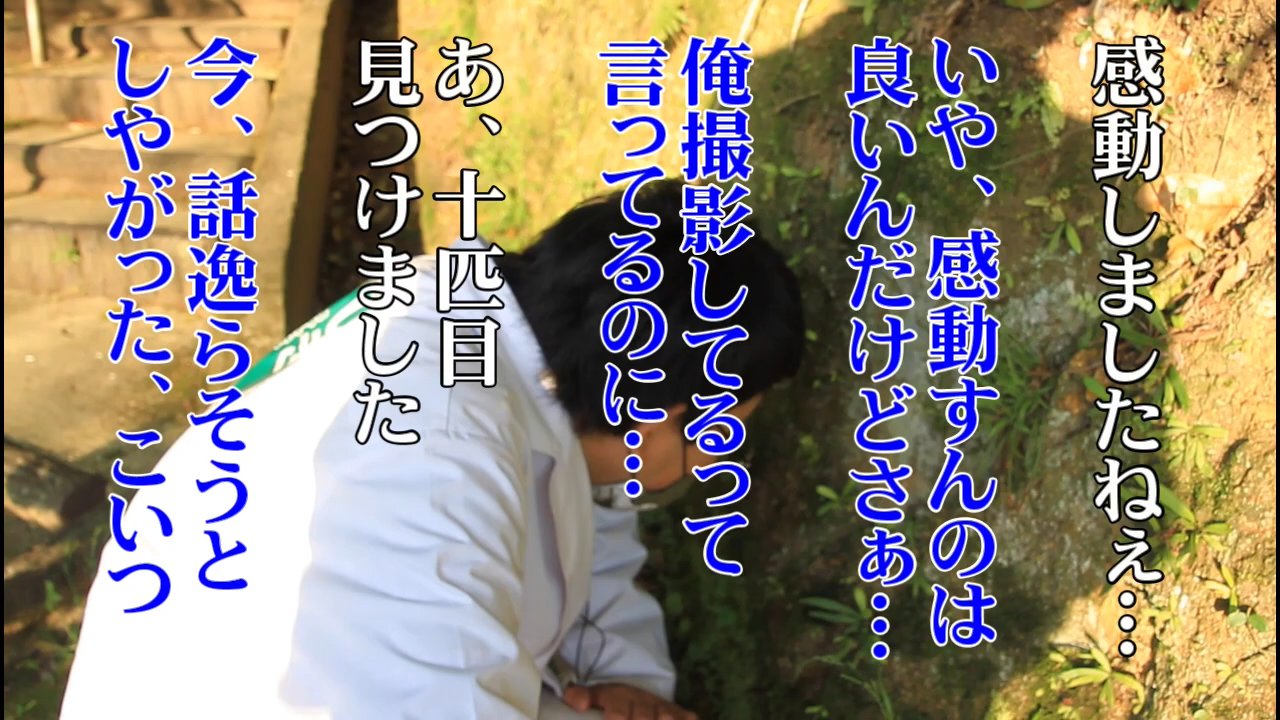 感動しましたねぇ…
いや、感動すんのは
良いんだけどさぁ…
俺撮影してるって
言ってるのに…
あ、十匹目
見つけました
今、話逸らそうと
しやがった、こいつ